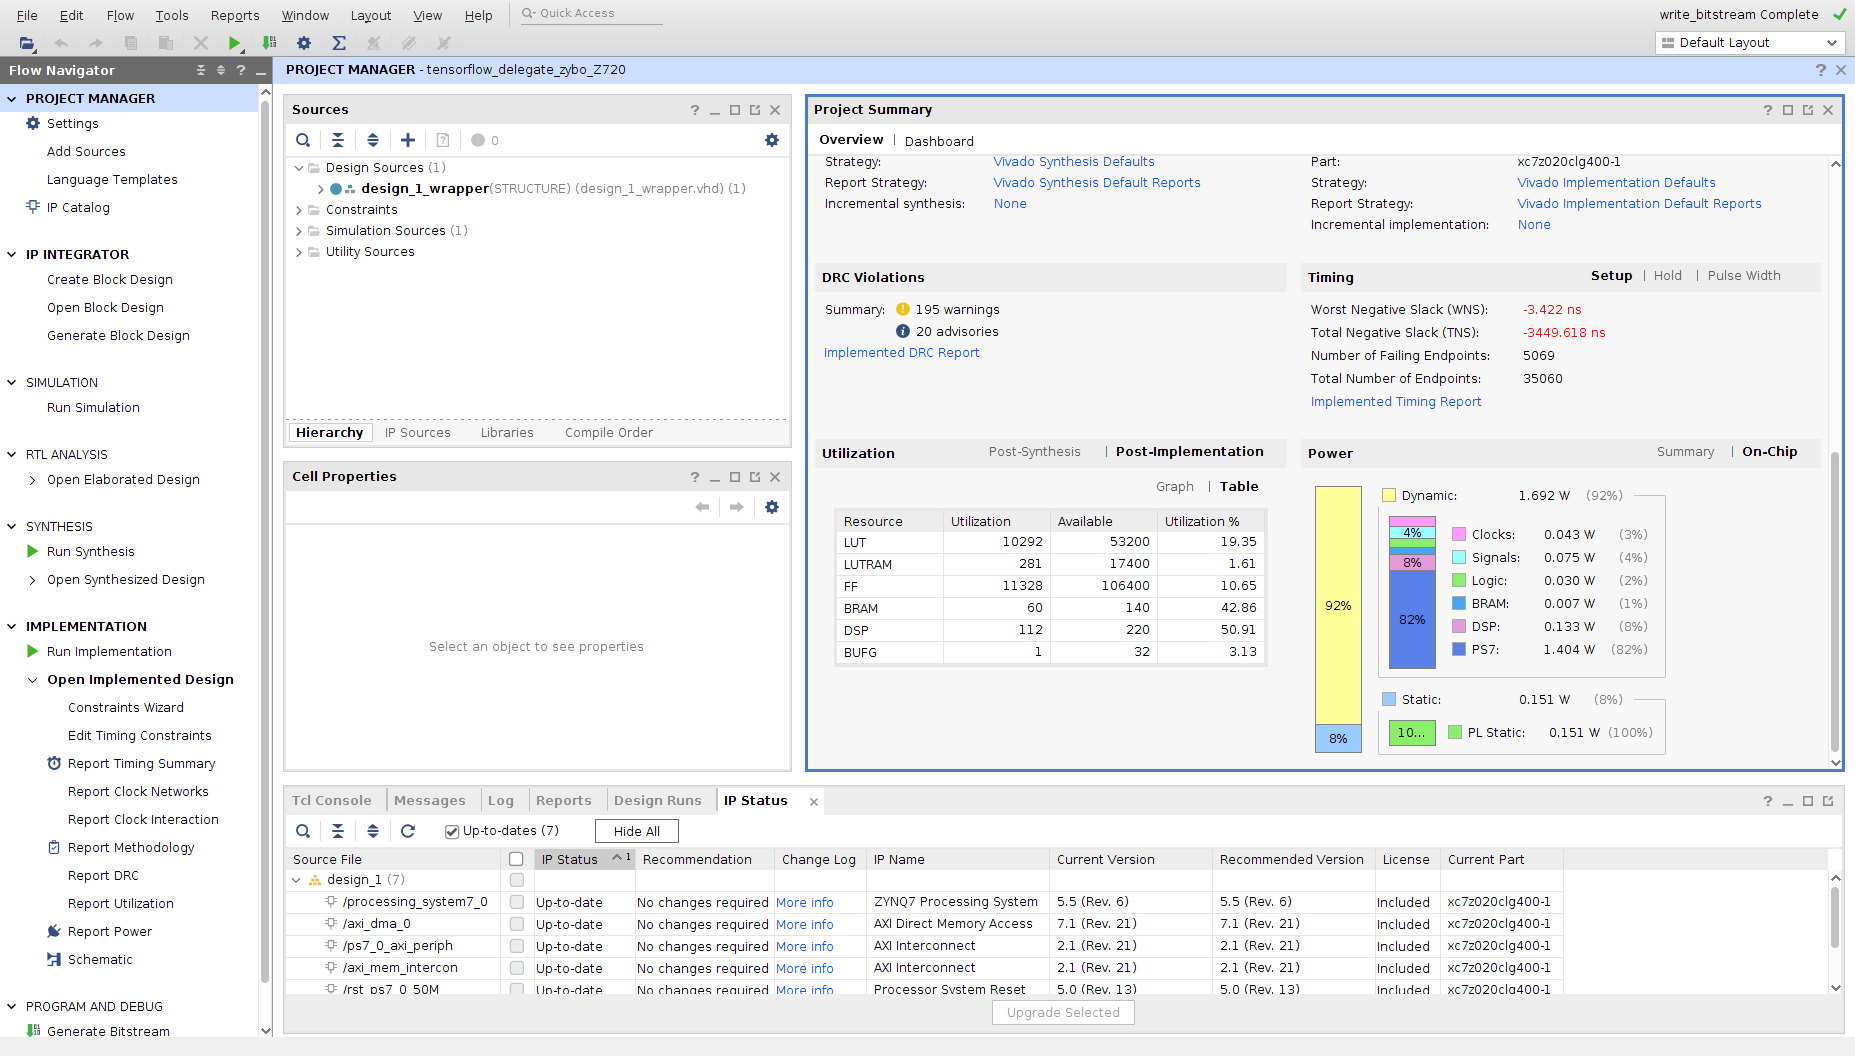 File Edit Flow Tools Reports Window Layout View Help Quick Access write_bitstream Complete
Default Layout
Flow Navigator
PROJECT MANAGER
Settings
Add Sources
Language Templates
IP Catalog
IP INTEGRATOR
Create Block Design
Open Block Design
Generate Block Design
SIMULATION
Run Simulation
RTL ANALYSIS
Open Elaborated Design
SYNTHESIS
Run Synthesis
Open Synthesized Design
IMPLEMENTATION
Run Implementation
Open Implemented Design
Constraints Wizard
Edit Timing Constraints
Report Timing Summary
Report Clock Networks
Report Clock Interaction
Report Methodology
Report DRC
Report Utilization
Report Power
Schematic
PROGRAM AND DEBUG
Generate Bitstream
PROJECT MANAGER - tensorflow_delegate_zybo_Z720
Sources
0
Design Sources (1)
design_1_wrapper(STRUCTURE) (design_1_wrapper.vhd) (1)
Constraints
Simulation Sources (1)
Utility Sources
Hierarchy IP Sources Libraries Compile Order
Cell Properties
Select an object to see properties
Project Summary
Overview | Dashboard
Strategy: Vivado Synthesis Defaults
Report Strategy: Vivado Synthesis Default Reports
Incremental synthesis: None
Part: xc7z020clg400-1
Strategy: Vivado Implementation Defaults
Report Strategy: Vivado Implementation Default Reports
Incremental implementation: None
DRC Violations
Summary: 195 warnings
20 advisories
Implemented DRC Report
Timing Setup | Hold | Pulse Width
Worst Negative Slack (WNS): -3.422 ns
Total Negative Slack (TNS): -3449.618 ns
Number of Failing Endpoints: 5069
Total Number of Endpoints: 35060
Implemented Timing Report
Utilization Post-Synthesis | Post-Implementation
Graph | Table
Resource Utilization Available Utilization %
LUT 10292 53200 19.35
LUTRAM 281 17400 1.61
FF 11328 106400 10.65
BRAM 60 140 42.86
DSP 112 220 50.91
BUFG 1 32 3.13
Power Summary | On-Chip
92%
8%
Dynamic: 1.692 W (92%)
4%
8%
82%
Clocks: 0.043 W (3%)
Signals: 0.075 W (4%)
Logic: 0.030 W (2%)
BRAM: 0.007 W (1%)
DSP: 0.133 W (8%)
PS7: 1.404 W (82%)
Static: 0.151 W (8%)
10... PL Static: 0.151 W (100%)
Tcl Console Messages Log Reports Design Runs IP Status
Up-to-dates (7) Hide All
Source File IP Status 1 Recommendation Change Log IP Name Current Version Recommended Version License Current Part
design_1 (7)
/processing_system7_0 Up-to-date No changes required More info ZYNQ7 Processing System 5.5 (Rev. 6) 5.5 (Rev. 6) Included xc7z020clg400-1
/axi_dma_0 Up-to-date No changes required More info AXI Direct Memory Access 7.1 (Rev. 21) 7.1 (Rev. 21) Included xc7z020clg400-1
/ps7_0_axi_periph Up-to-date No changes required More info AXI Interconnect 2.1 (Rev. 21) 2.1 (Rev. 21) Included xc7z020clg400-1
/axi_mem_intercon Up-to-date No changes required More info AXI Interconnect 2.1 (Rev. 21) 2.1 (Rev. 21) Included xc7z020clg400-1
/rst_ps7_0_50M Up-to-date No changes required More info Processor System Reset 5.0 (Rev. 13) 5.0 (Rev. 13) Included xc7z020clg400-1
Upgrade Selected